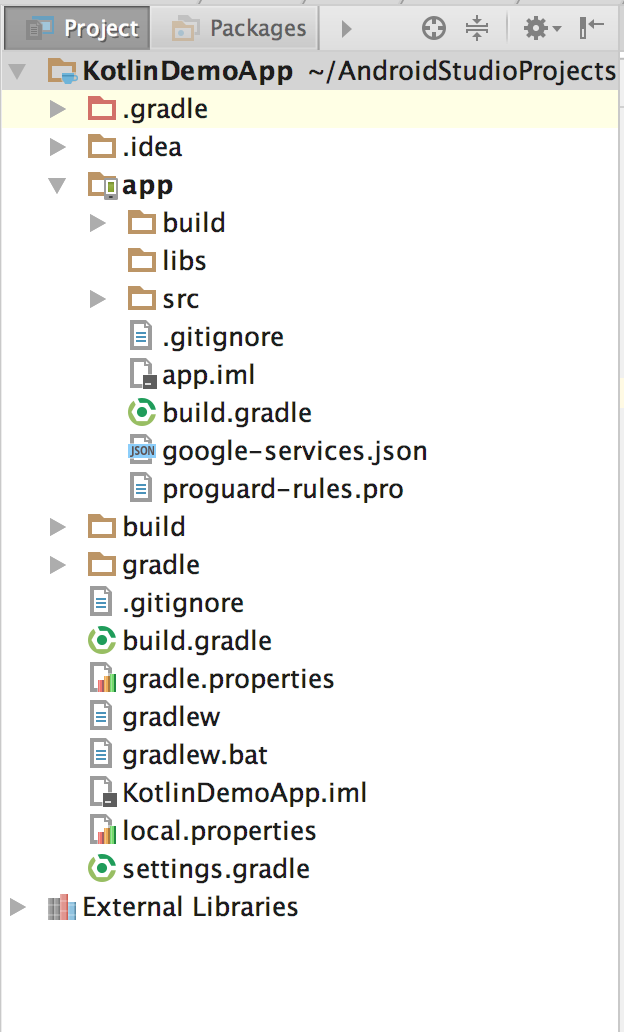 Project Packages
KotlinDemoApp ~/AndroidStudioProjects
.gradle
.idea
app
build
libs
src
.gitignore
app.iml
build.gradle
JSON google-services.json
proguard-rules.pro
build
gradle
.gitignore
build.gradle
gradle.properties
gradlew
gradlew.bat
KotlinDemoApp.iml
local.properties
settings.gradle
External Libraries